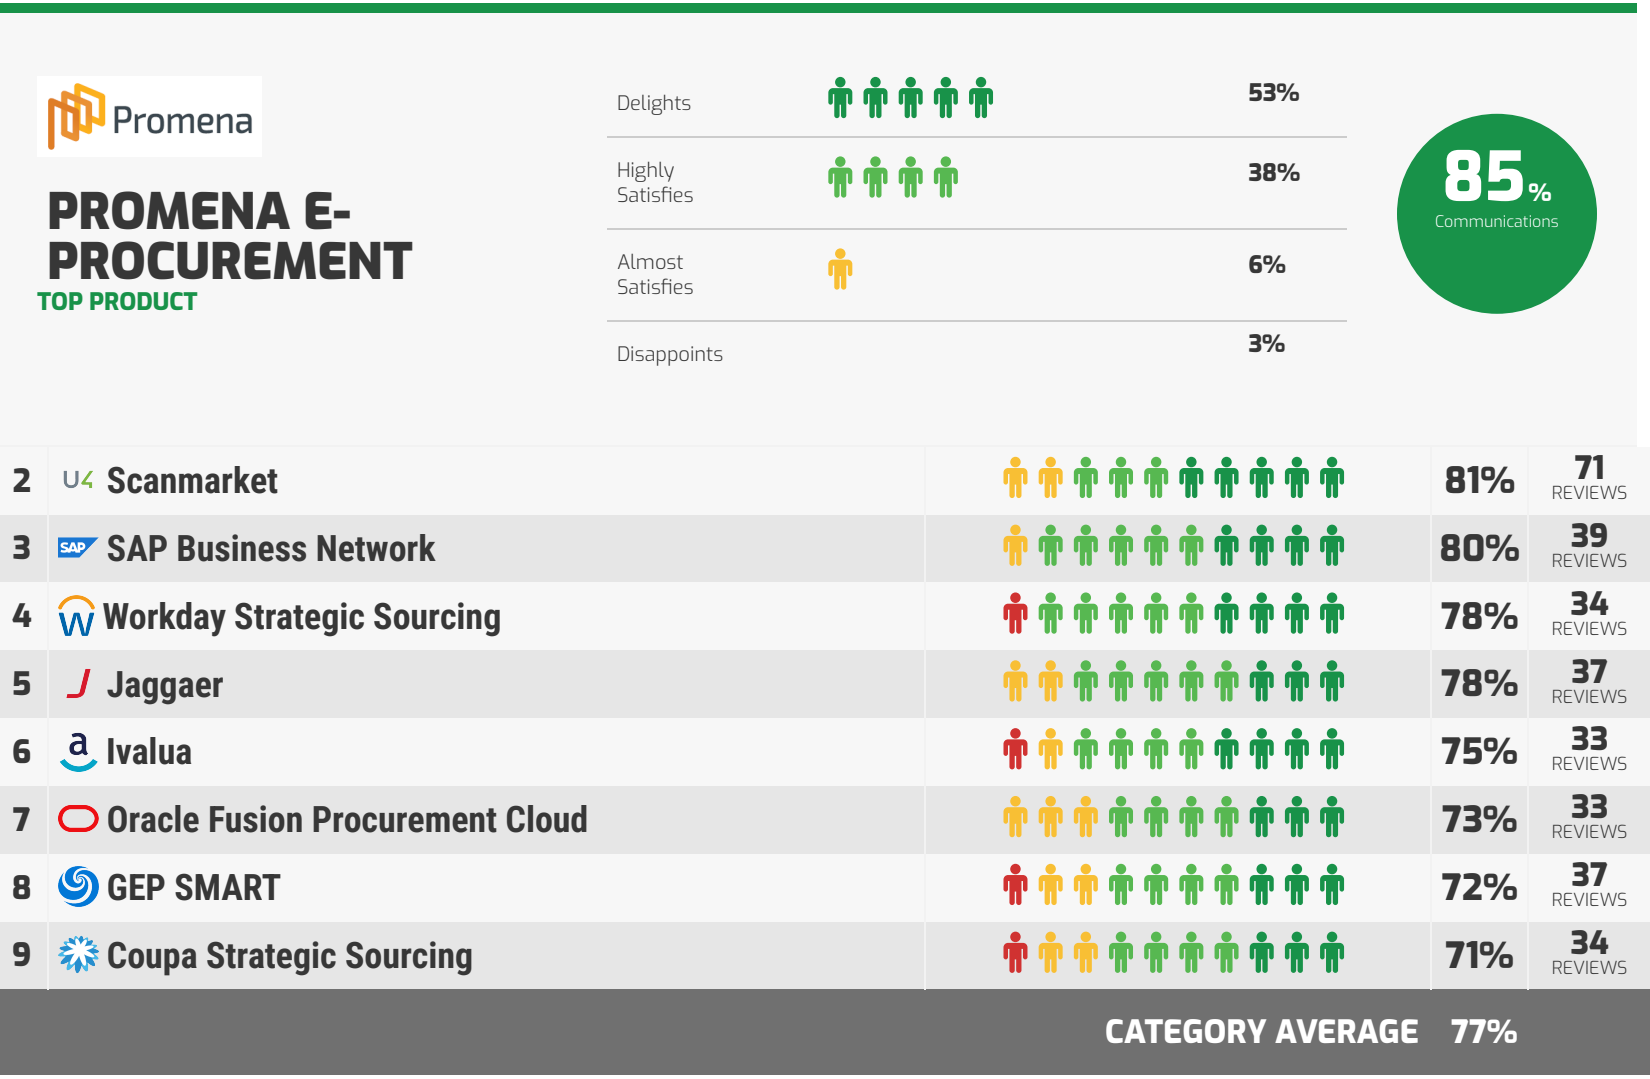 Promena
PROMENA E-
PROCUREMENT
TOP PRODUCT
Delights 53%
Highly
Satisfies 38%
Almost
Satisfies 6%
Disappoints 3%
85%
Communications
2 U4 Scanmarket 81% 71 REVIEWS
3 SAP SAP Business Network 80% 39 REVIEWS
4 W Workday Strategic Sourcing 78% 34 REVIEWS
5 J Jaggaer 78% 37 REVIEWS
6 a Ivalua 75% 33 REVIEWS
7 Oracle Fusion Procurement Cloud 73% 33 REVIEWS
8 GEP SMART 72% 37 REVIEWS
9 Coupa Strategic Sourcing 71% 34 REVIEWS
CATEGORY AVERAGE 77%